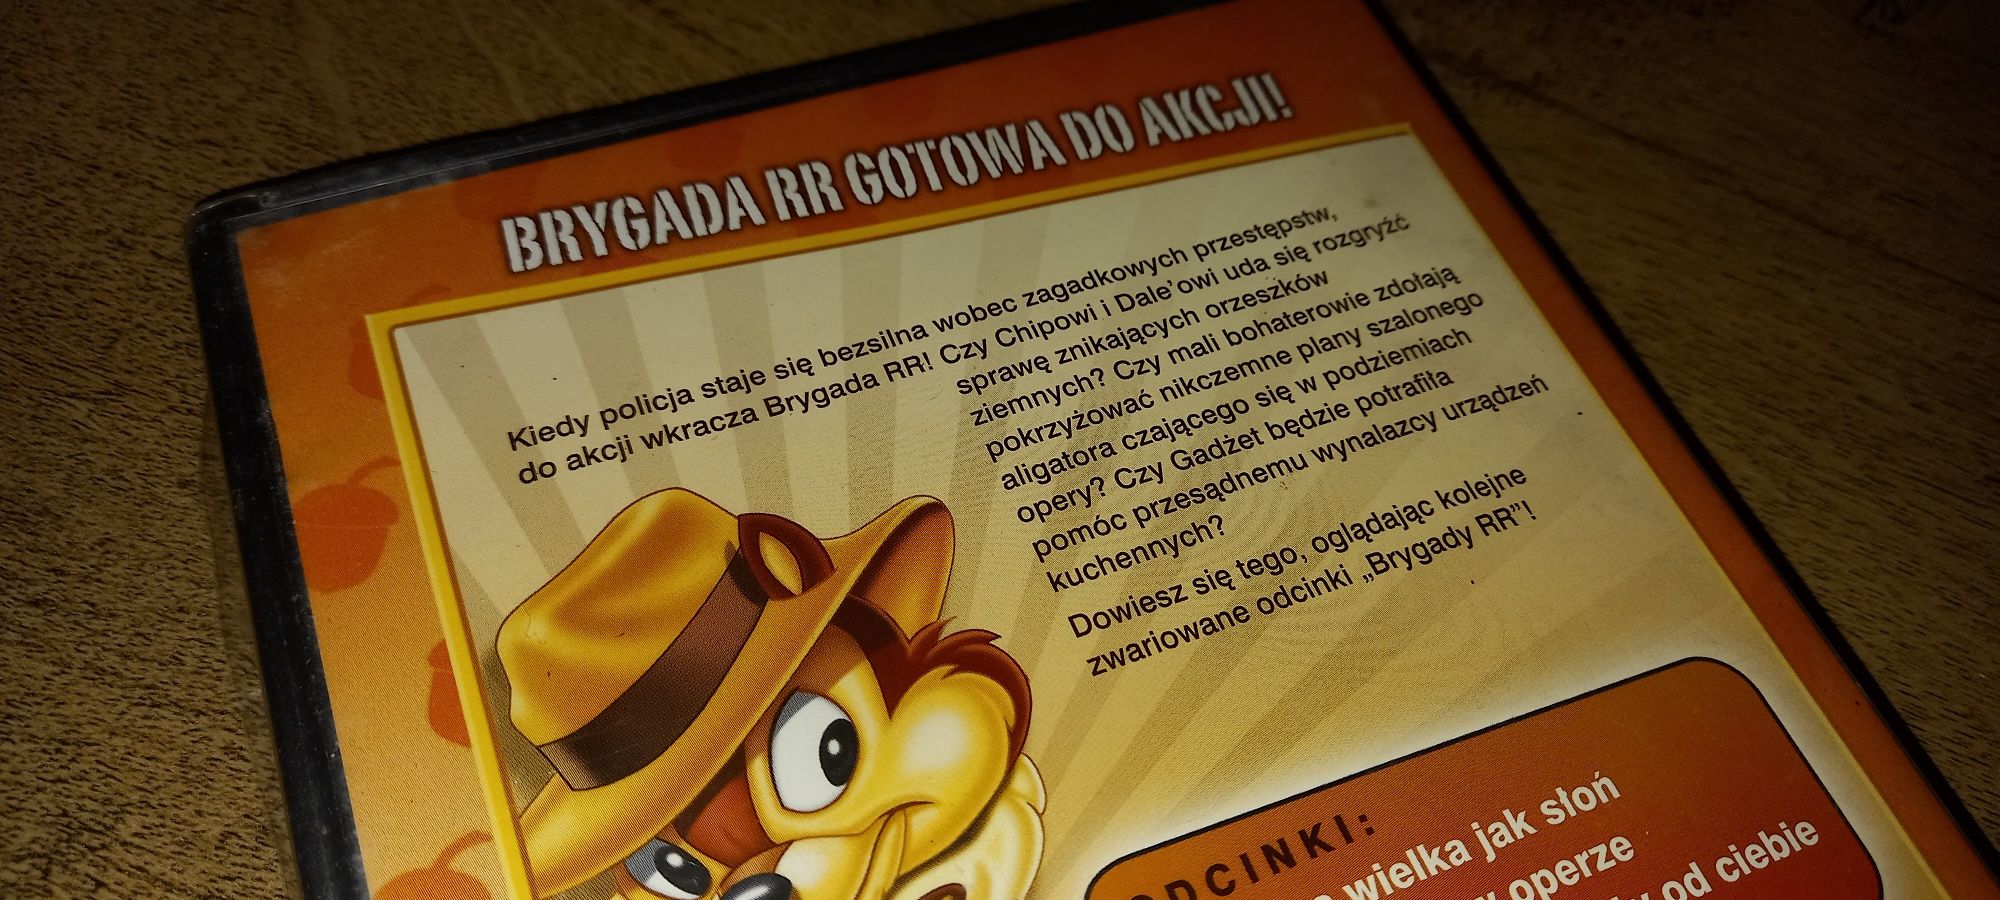 BRYGADA RR GOTOWA DO AKCJI!
Kiedy policja staje się bezsilna wobec zagadkowych przestępstw,
do akcji wkracza Brygada RR! Czy Chipowi i Dale'owi uda się rozgryźć
sprawę znikających orzeszków
ziemnych? Czy mali bohaterowie zdołają
pokrzyżować nikczemne plany szalonego
aligatora czającego się w podziemiach
opery? Czy Gadżet będzie potrafiła
pomóc przesądnemu wynalazcy urządzeń
kuchennych?
Dowiesz się tego, oglądając kolejne
zwariowane odcinki „Brygady RR”!
ODCINKI:
wielka jak słoń
w operze
od ciebie